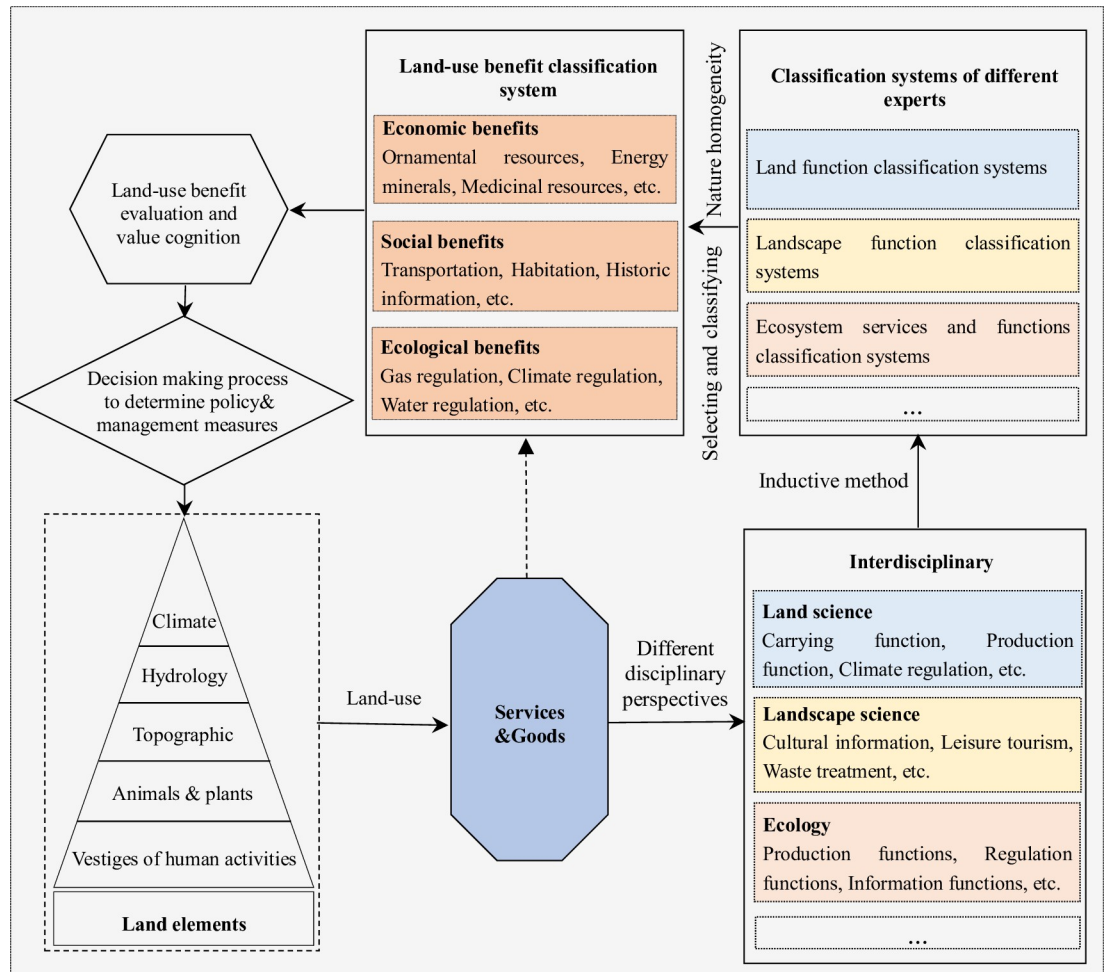 Land-use benefit classification
system
Economic benefits
Ornamental resources, Energy
minerals, Medicinal resources, etc.
Social benefits
Transportation, Habitation, Historic
information, etc.
Ecological benefits
Gas regulation, Climate regulation,
Water regulation, etc.
Nature homogeneity
Selecting and classifying
Classification systems of different
experts
Land function classification systems
Landscape function classification
systems
Ecosystem services and functions
classification systems
...
Land-use benefit
evaluation and
value cognition
Decision making process
to determine policy&
management measures
Inductive method
Climate
Hydrology
Topographic
Animals & plants
Vestiges of human activities
Land elements
Land-use
Services
&Goods
Different
disciplinary
perspectives
Interdisciplinary
Land science
Carrying function, Production
function, Climate regulation, etc.
Landscape science
Cultural information, Leisure tourism,
Waste treatment, etc.
Ecology
Production functions, Regulation
functions, Information functions, etc.
...